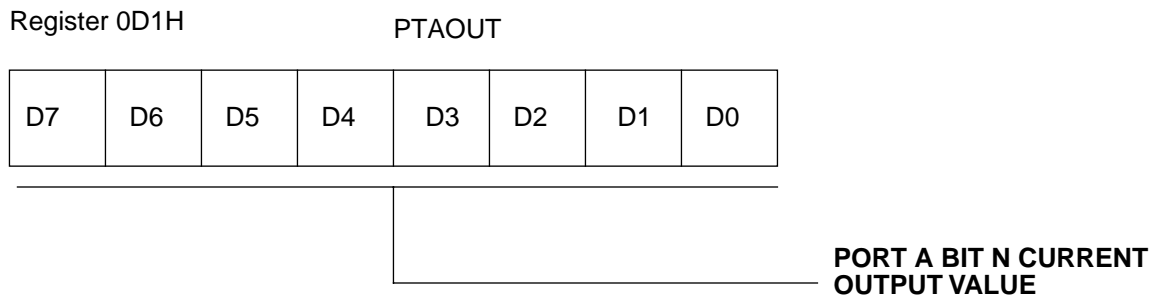 Register 0D1H
PTAOUT
D7 D6 D5 D4 D3 D2 D1 D0
PORT A BIT N CURRENT
OUTPUT VALUE